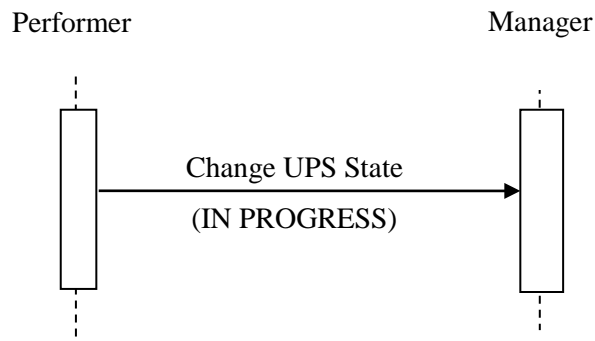 Performer
Manager
Change UPS State
(IN PROGRESS)